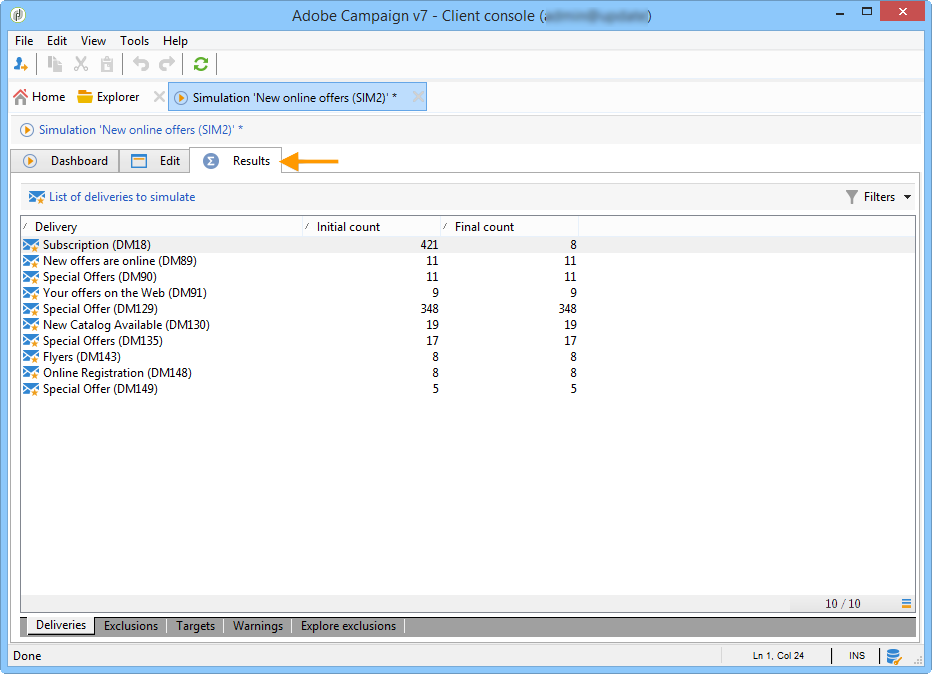 Adobe Campaign v7 - Client console ( )
File Edit View Tools Help
Home Explorer Simulation 'New online offers (SIM2)' *
Simulation 'New online offers (SIM2)' *
Dashboard Edit Σ Results
List of deliveries to simulate Filters
Delivery Initial count Final count
Subscription (DM18) 421 8
New offers are online (DM89) 11 11
Special Offers (DM90) 11 11
Your offers on the Web (DM91) 9 9
Special Offer (DM129) 348 348
New Catalog Available (DM130) 19 19
Special Offers (DM135) 17 17
Flyers (DM143) 8 8
Online Registration (DM148) 8 8
Special Offer (DM149) 5 5
10 / 10
Deliveries Exclusions Targets Warnings Explore exclusions
Done Ln 1, Col 24 INS